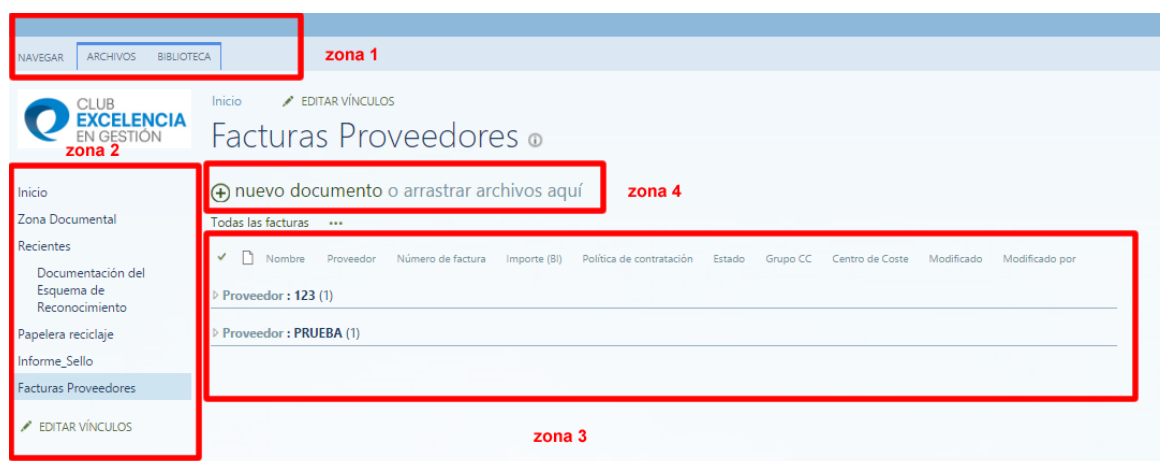 NAVEGAR ARCHIVOS BIBLIOTECA
zona 1
CLUB
EXCELENCIA
EN GESTIÓN
zona 2
Inicio EDITAR VÍNCULOS
Facturas Proveedores
nuevo documento o arrastrar archivos aquí
zona 4
Todas las facturas ...
Nombre Proveedor Número de factura Importe (BI) Política de contratación Estado Grupo CC Centro de Coste Modificado Modificado por
Proveedor : 123 (1)
Proveedor : PRUEBA (1)
zona 3
Inicio
Zona Documental
Recientes
Documentación del
Esquema de
Reconocimiento
Papelera reciclaje
Informe_Sello
Facturas Proveedores
EDITAR VÍNCULOS